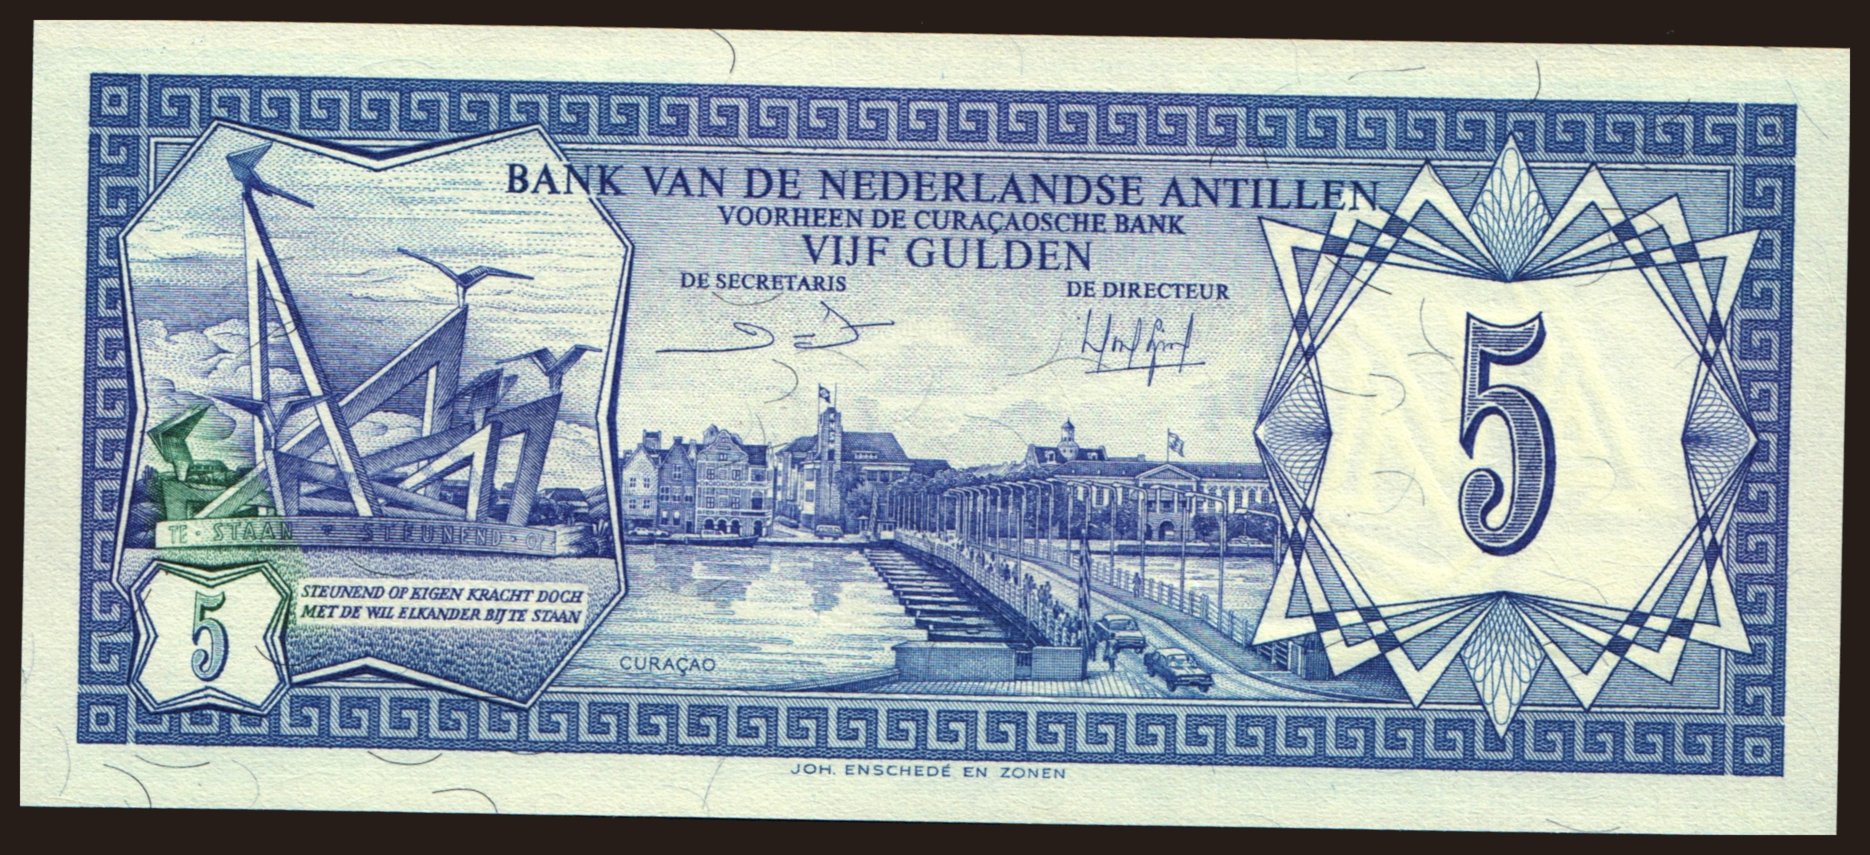 BANK VAN DE NEDERLANDSE ANTILLEN
VOORHEEN DE CURAÇAOSCHE BANK
VIJF GULDEN
DE SECRETARIS
DE DIRECTEUR
5
TE · STAAN STEUNEND · OP
5
STEUNEND OP EIGEN KRACHT DOCH
MET DE WIL ELKANDER BIJ TE STAAN
CURAÇAO
JOH. ENSCHEDÉ EN ZONEN